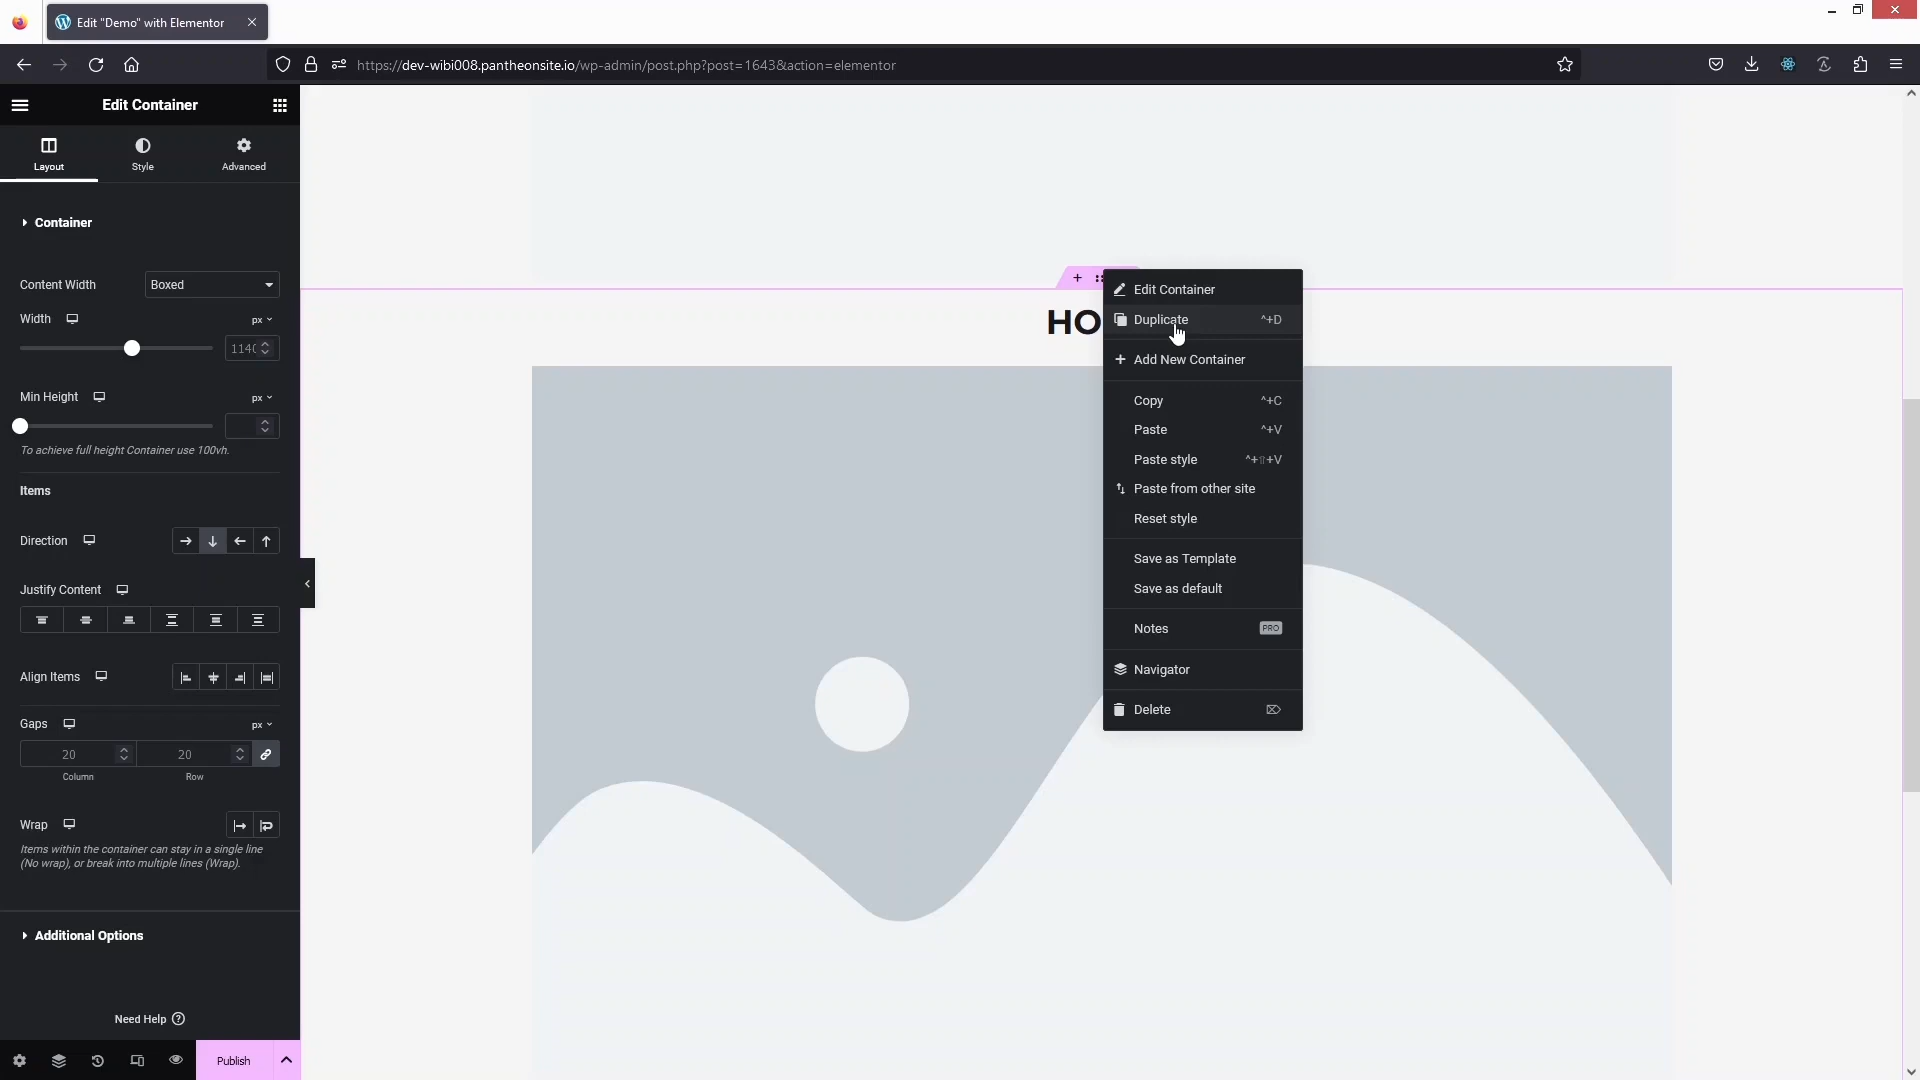 Edit "Demo" with Elementor
https://dev-wibi008.pantheonsite.io/wp-admin/post.php?post=1643&action=elementor
Edit Container
Layout
Style
Advanced
Container
Content Width
Boxed
Width
px
1140
Min Height
px
To achieve full height Container use 100vh.
Items
Direction
Justify Content
Align Items
Gaps
px
20
20
Column
Row
Wrap
Items within the container can stay in a single line
(No wrap), or break into multiple lines (Wrap).
Additional Options
Need Help
Publish
HO
Edit Container
Duplicate ^+D
Add New Container
Copy ^+C
Paste ^+V
Paste style ^+⇧+V
Paste from other site
Reset style
Save as Template
Save as default
Notes PRO
Navigator
Delete ⌦